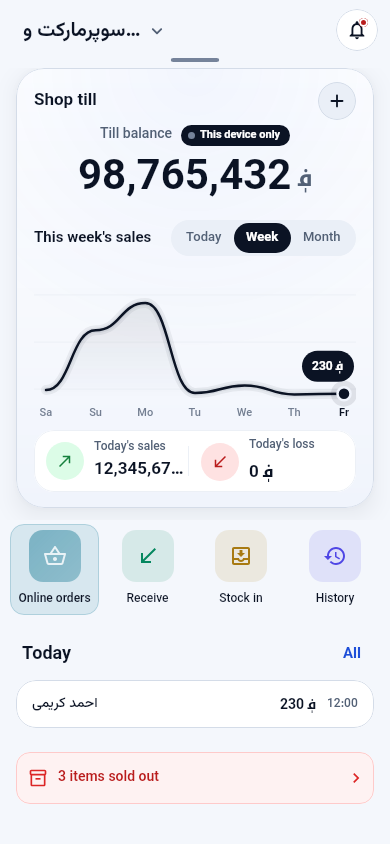 سوپرمارکت و...
Shop till
Till balance
This device only
98,765,432 ؋
This week's sales
Today
Week
Month
230 ؋
Sa
Su
Mo
Tu
We
Th
Fr
Today's sales
12,345,67...
Today's loss
0 ؋
Online orders
Receive
Stock in
History
Today
All
احمد کریمی
230 ؋
12:00
3 items sold out